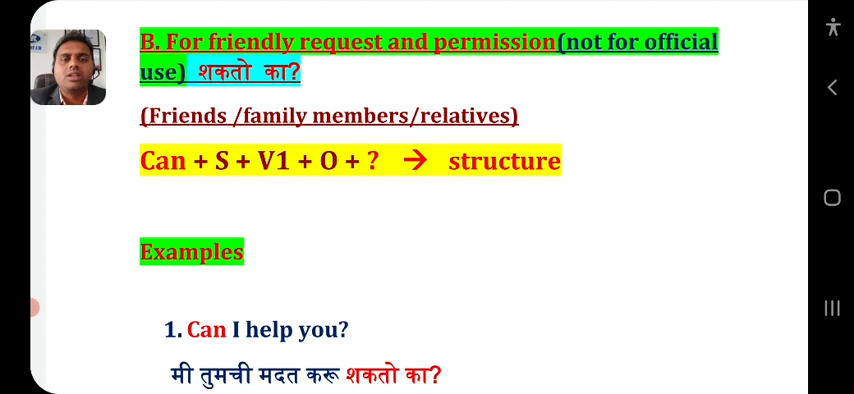 B. For friendly request and permission(not for official
use) शकतो का?
(Friends /family members/relatives)
Can + S + V1 + O + ? → structure
Examples
1. Can I help you?
मी तुमची मदत करू शकतो का?